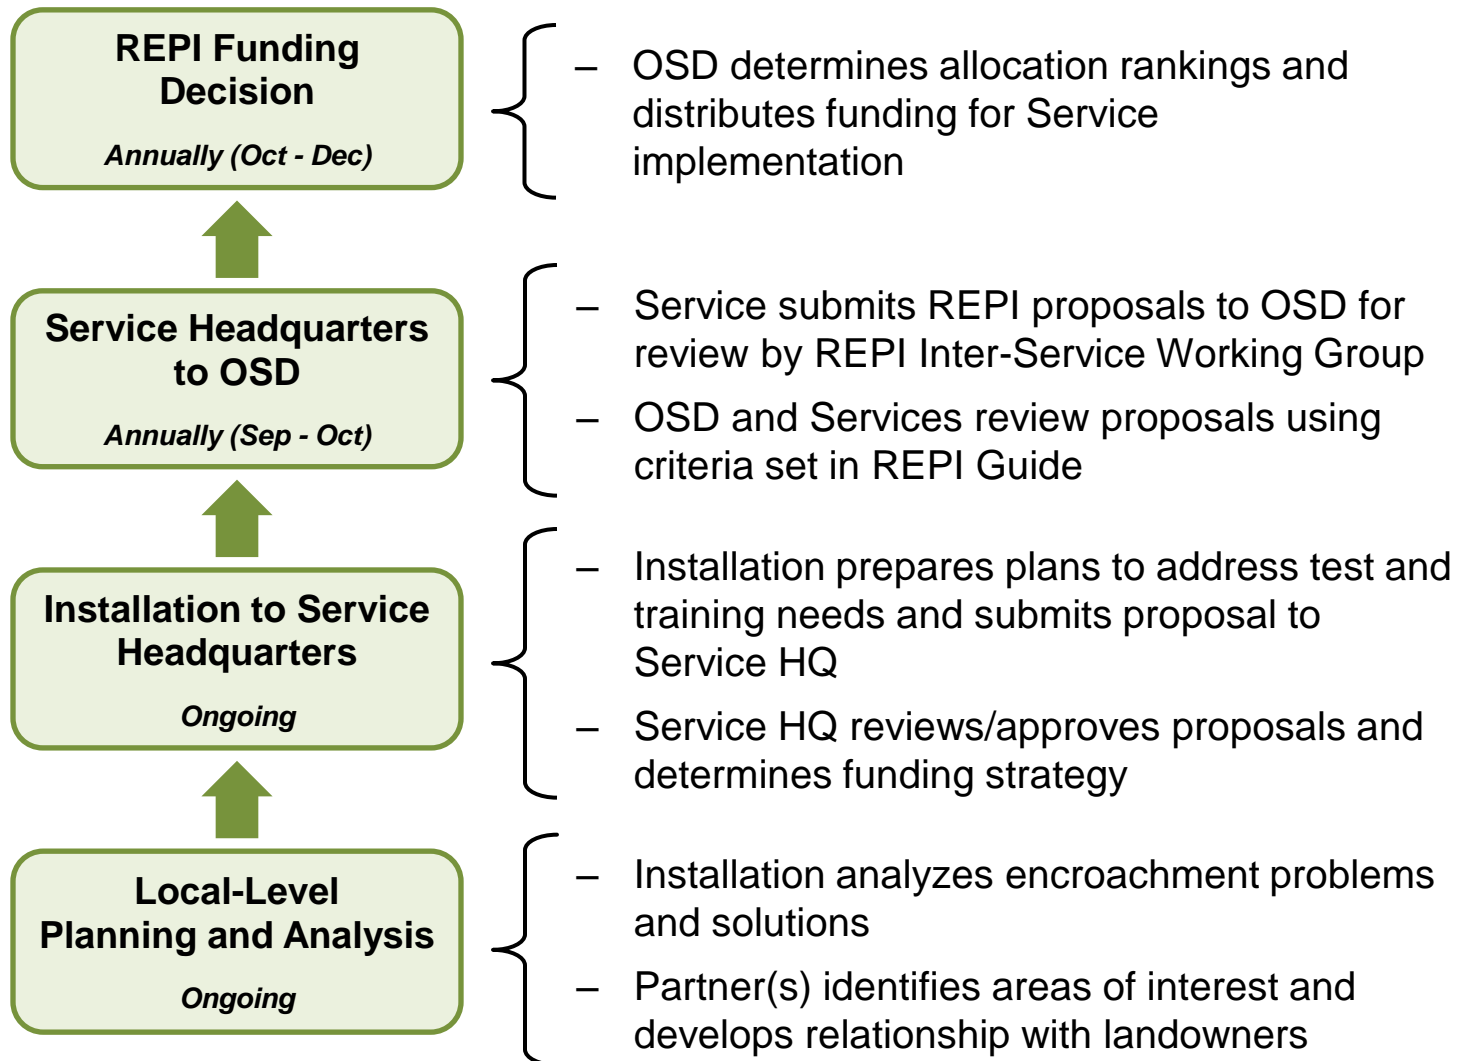 REPI Funding
Decision
Annually (Oct - Dec)
– OSD determines allocation rankings and
distributes funding for Service
implementation
Service Headquarters
to OSD
Annually (Sep - Oct)
– Service submits REPI proposals to OSD for
review by REPI Inter-Service Working Group
– OSD and Services review proposals using
criteria set in REPI Guide
Installation to Service
Headquarters
Ongoing
– Installation prepares plans to address test and
training needs and submits proposal to
Service HQ
– Service HQ reviews/approves proposals and
determines funding strategy
Local-Level
Planning and Analysis
Ongoing
– Installation analyzes encroachment problems
and solutions
– Partner(s) identifies areas of interest and
develops relationship with landowners